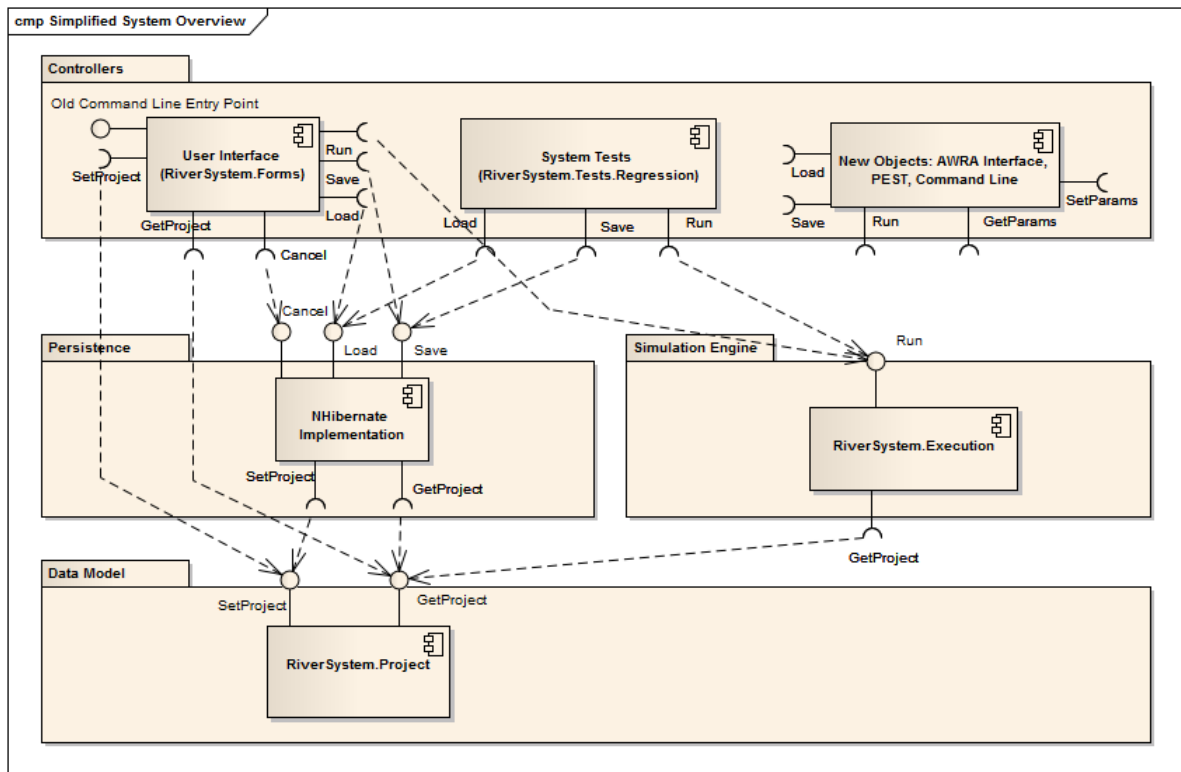 cmp Simplified System Overview
Controllers
Old Command Line Entry Point
User Interface
(RiverSystem.Forms)
SetProject
Run
Save
Load
GetProject
Cancel
System Tests
(RiverSystem.Tests.Regression)
Load
Save
Run
New Objects: AWRA Interface,
PEST, Command Line
Load
Save
Run
GetParams
SetParams
Persistence
Cancel
Load
Save
NHibernate
Implementation
SetProject
GetProject
Simulation Engine
Run
RiverSystem.Execution
GetProject
Data Model
SetProject
GetProject
RiverSystem.Project